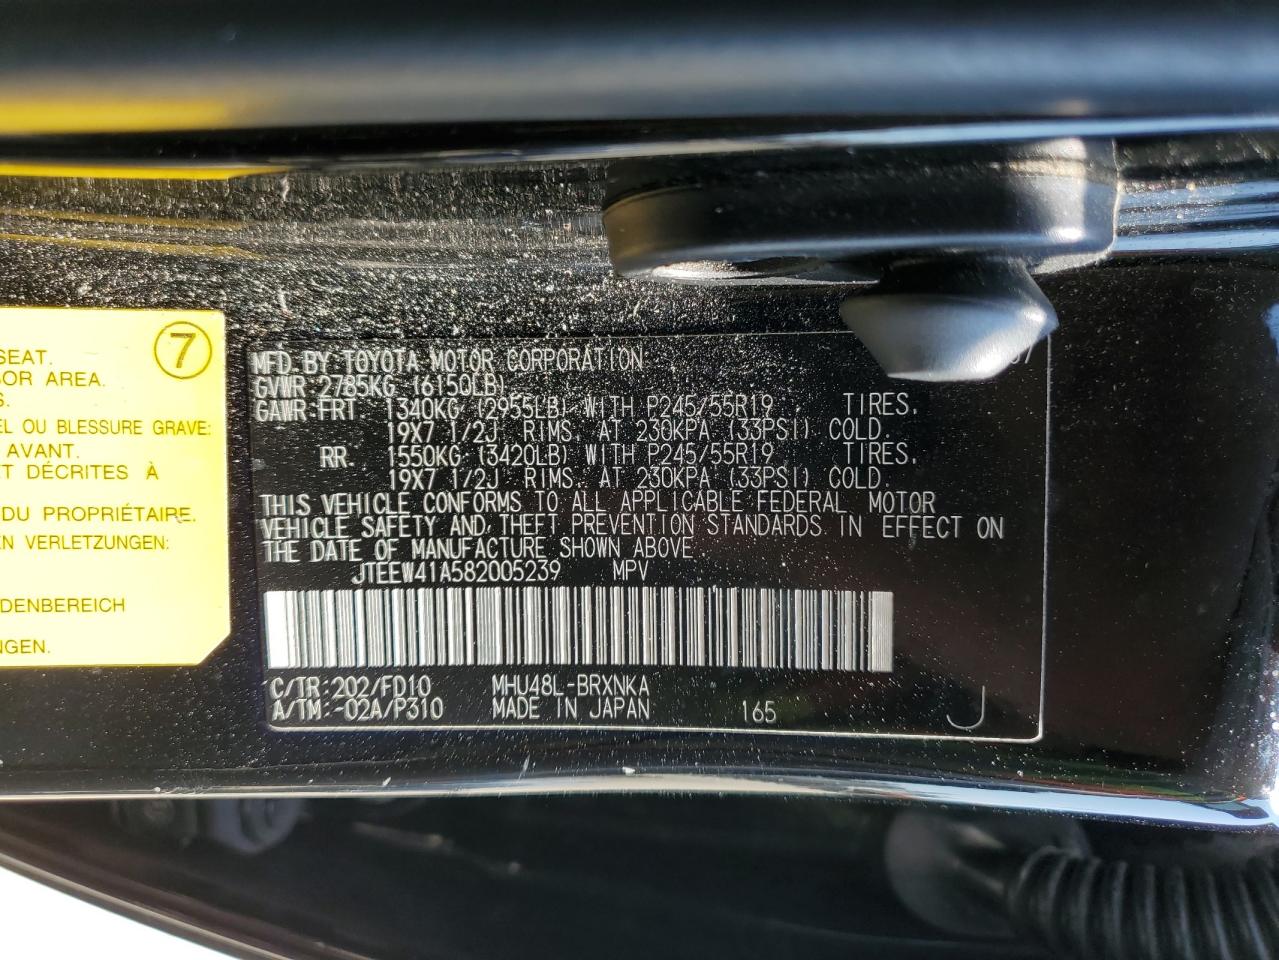 7
SEAT.
OR AREA.
S.
EL OU BLESSURE GRAVE:
AVANT.
ET DÉCRITES À
DU PROPRIÉTAIRE.
EN VERLETZUNGEN:
DENBEREICH
NGEN.
MFD. BY TOYOTA MOTOR CORPORATION
GVWR 2785KG (6150LB)
GAWR:FRT 1340KG (2955LB) WITH P245/55R19 TIRES.
19X7 1/2J RIMS. AT 230KPA (33PSI) COLD.
RR. 1550KG (3420LB) WITH P245/55R19 TIRES,
19X7 1/2J RIMS. AT 230KPA (33PSI) COLD.
THIS VEHICLE CONFORMS TO ALL APPLICABLE FEDERAL MOTOR
VEHICLE SAFETY AND THEFT PREVENTION STANDARDS IN EFFECT ON
THE DATE OF MANUFACTURE SHOWN ABOVE
JTEEW41A582005239 MPV
C/TR:202/FD10 MHU48L-BRXNKA
A/TM:-02A/P310 MADE IN JAPAN 165 J